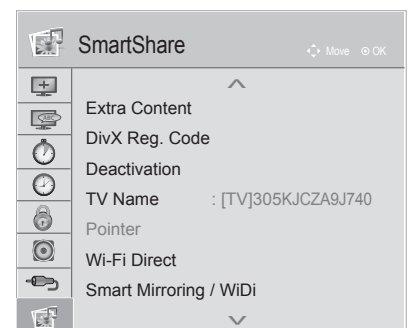 SmartShare Move OK
ABC
Extra Content
DivX Reg. Code
Deactivation
TV Name : [TV]305KJCZA9J740
Pointer
Wi-Fi Direct
Smart Mirroring / WiDi